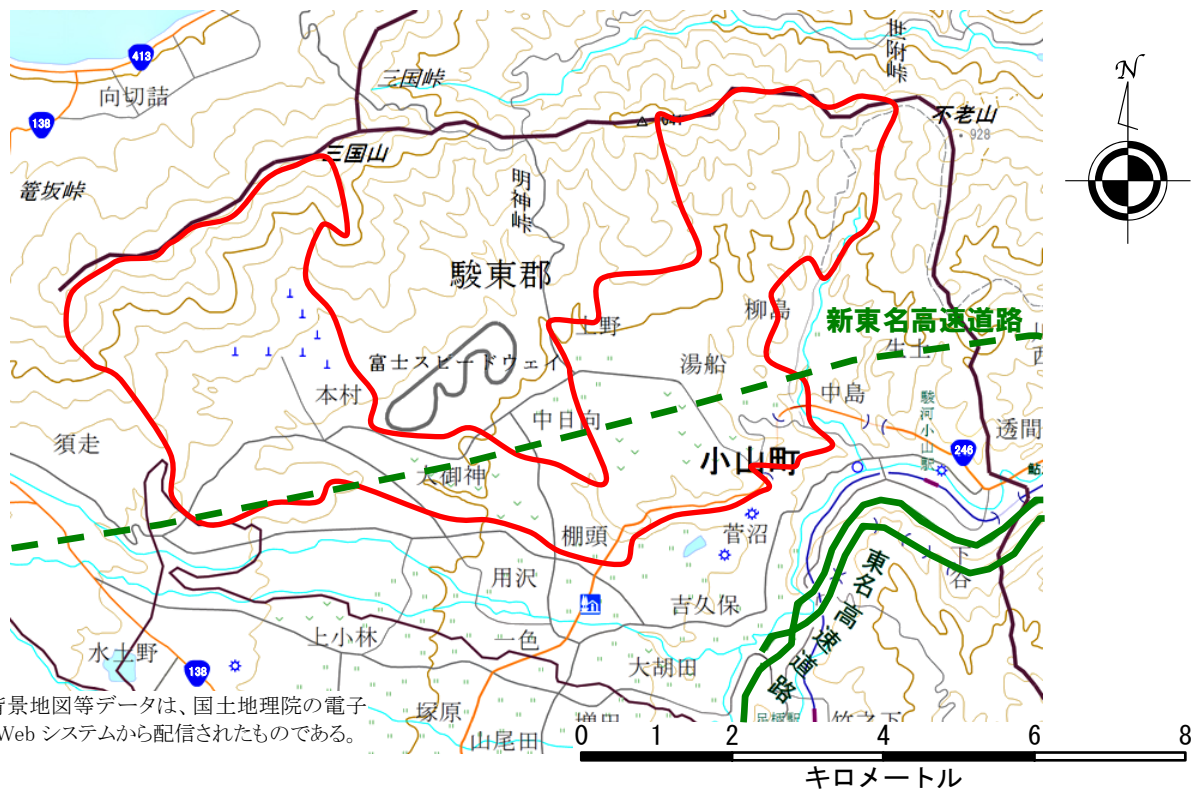 413
向切詰
138
三国峠
世附峠
不老山
928
三国山
籠坂峠
明神峠
駿東郡
上野
柳島
新東名高速道路
生土
富士スピードウェイ
湯船
本村
中日向
中島
駿河小山駅
須走
大御神
小山町
246
透間
棚頭
菅沼
用沢
吉久保
東名高速道路
上小林
一色
水土野
138
大胡田
塚原
山尾田
背景地図等データは、国土地理院の電子
Web システムから配信されたものである。
N
0 1 2 4 6 8
キロメートル